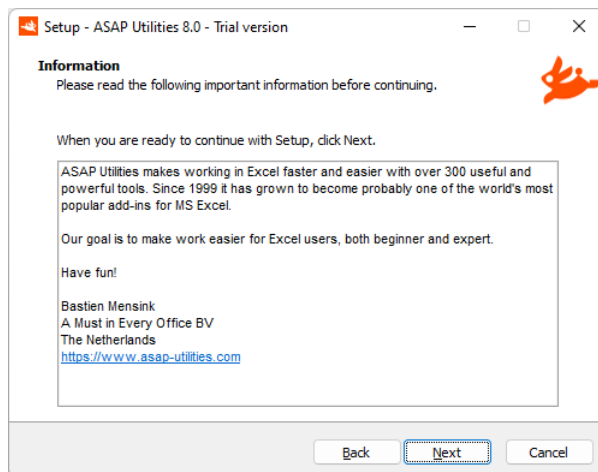 Setup - ASAP Utilities 8.0 - Trial version
Information
Please read the following important information before continuing.
When you are ready to continue with Setup, click Next.
ASAP Utilities makes working in Excel faster and easier with over 300 useful and
powerful tools. Since 1999 it has grown to become probably one of the world's most
popular add-ins for MS Excel.
Our goal is to make work easier for Excel users, both beginner and expert.
Have fun!
Bastien Mensink
A Must in Every Office BV
The Netherlands
https://www.asap-utilities.com
Back
Next
Cancel